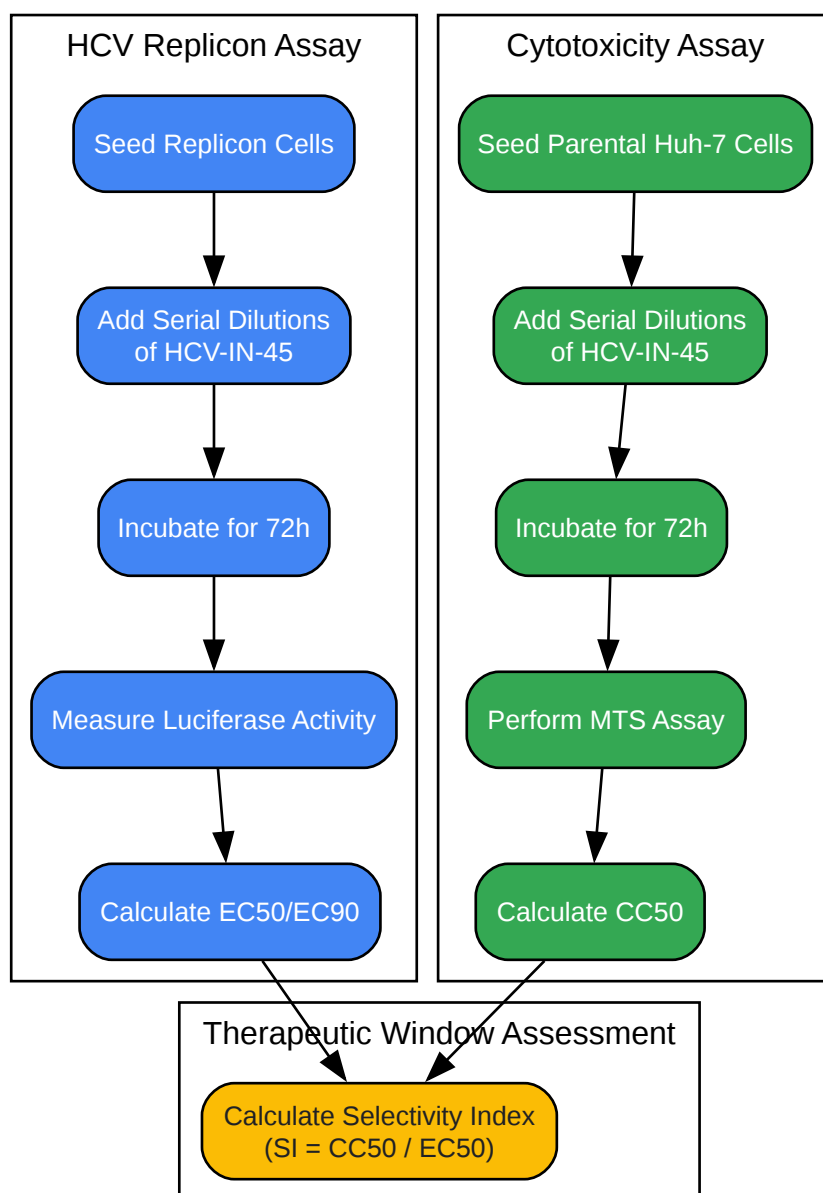 HCV Replicon Assay
Seed Replicon Cells
Add Serial Dilutions
of HCV-IN-45
Incubate for 72h
Measure Luciferase Activity
Calculate EC50/EC90
Cytotoxicity Assay
Seed Parental Huh-7 Cells
Add Serial Dilutions
of HCV-IN-45
Incubate for 72h
Perform MTS Assay
Calculate CC50
Therapeutic Window Assessment
Calculate Selectivity Index
(SI = CC50 / EC50)